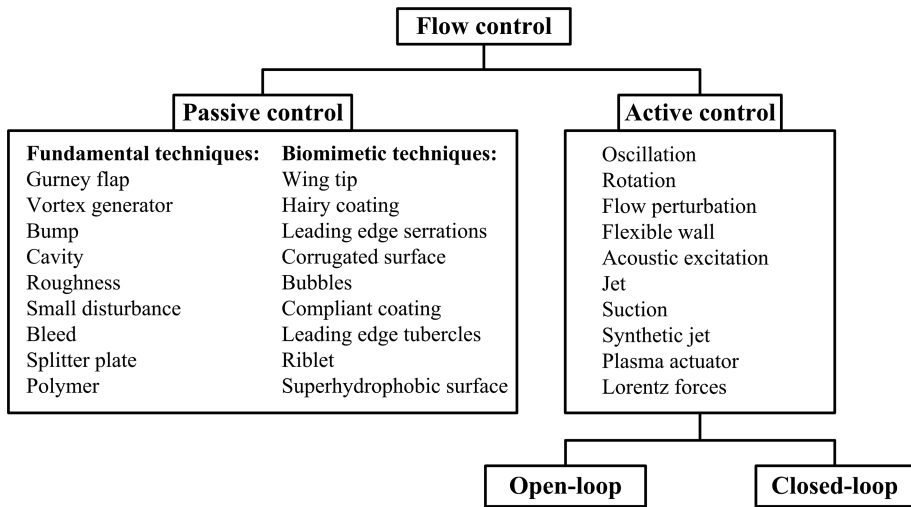 Flow control
Passive control
Fundamental techniques:
Gurney flap
Vortex generator
Bump
Cavity
Roughness
Small disturbance
Bleed
Splitter plate
Polymer
Biomimetic techniques:
Wing tip
Hairy coating
Leading edge serrations
Corrugated surface
Bubbles
Compliant coating
Leading edge tubercles
Riblet
Superhydrophobic surface
Active control
Oscillation
Rotation
Flow perturbation
Flexible wall
Acoustic excitation
Jet
Suction
Synthetic jet
Plasma actuator
Lorentz forces
Open-loop
Closed-loop